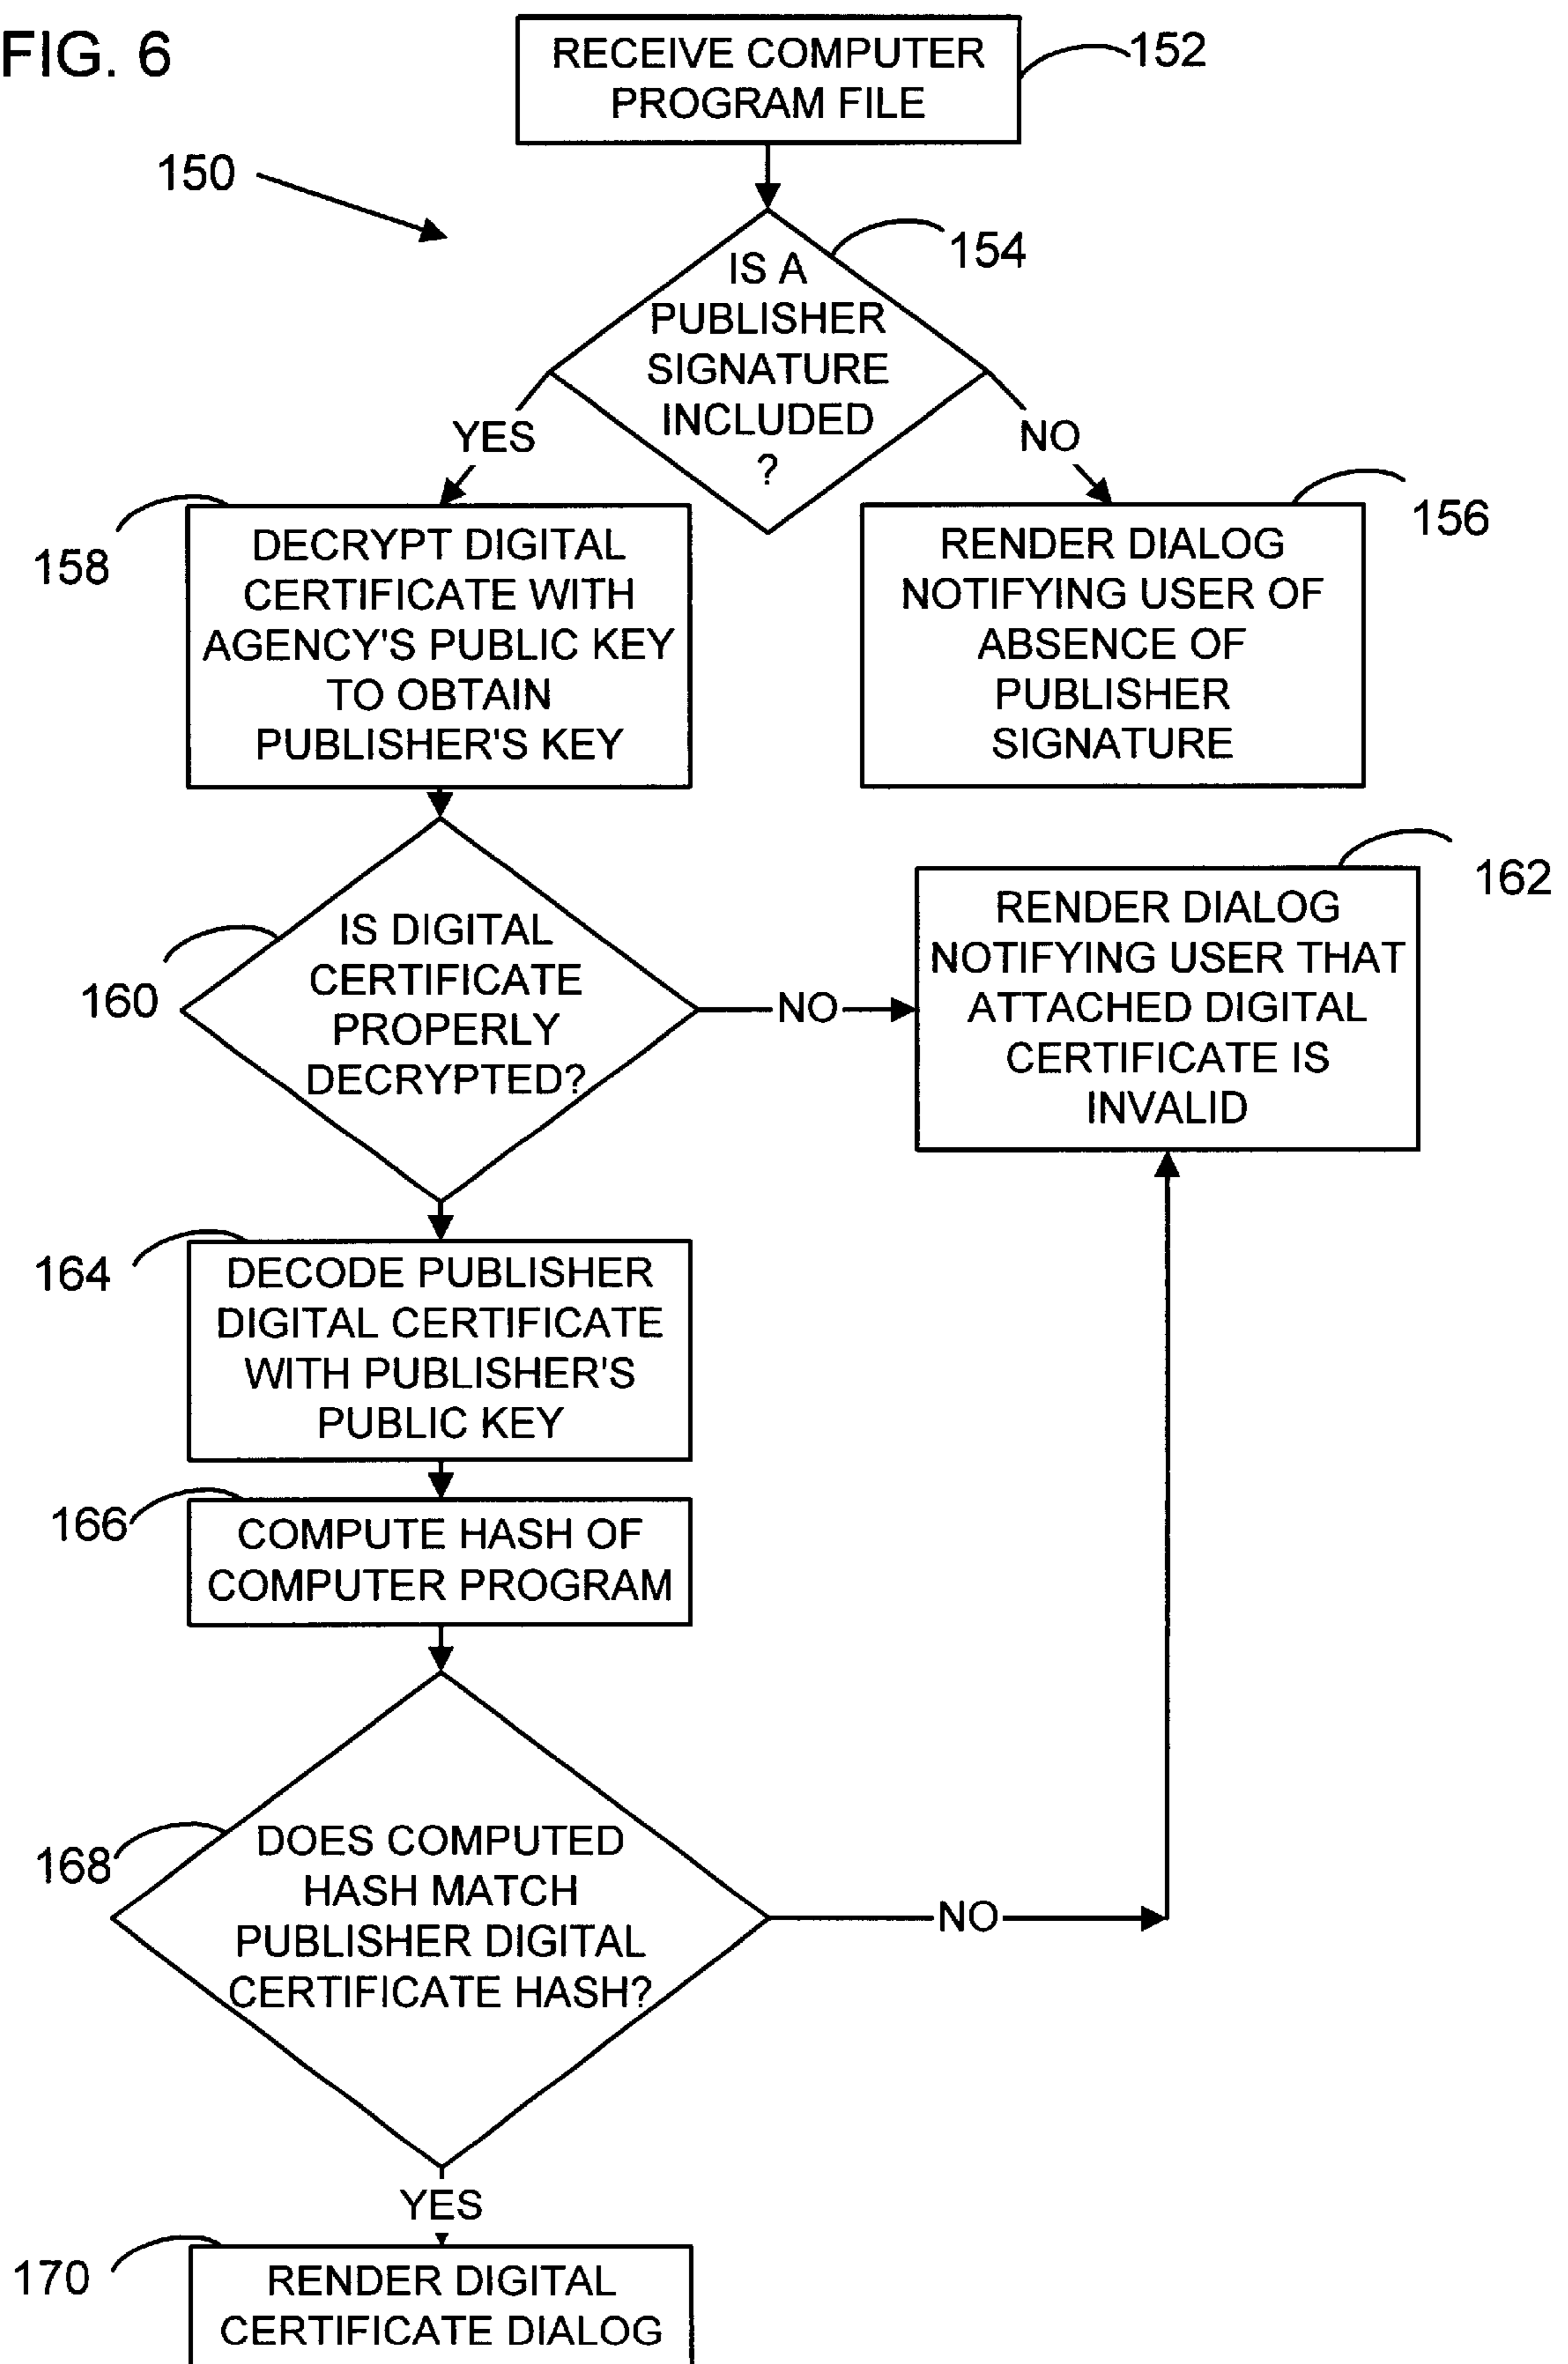 FIG. 6
RECEIVE COMPUTER
PROGRAM FILE
152
150
154
IS A
PUBLISHER
SIGNATURE
INCLUDED
?
YES
NO
158
DECRYPT DIGITAL
CERTIFICATE WITH
AGENCY'S PUBLIC KEY
TO OBTAIN
PUBLISHER'S KEY
156
RENDER DIALOG
NOTIFYING USER OF
ABSENCE OF
PUBLISHER
SIGNATURE
160
IS DIGITAL
CERTIFICATE
PROPERLY
DECRYPTED?
NO
162
RENDER DIALOG
NOTIFYING USER THAT
ATTACHED DIGITAL
CERTIFICATE IS
INVALID
164
DECODE PUBLISHER
DIGITAL CERTIFICATE
WITH PUBLISHER'S
PUBLIC KEY
166
COMPUTE HASH OF
COMPUTER PROGRAM
168
DOES COMPUTED
HASH MATCH
PUBLISHER DIGITAL
CERTIFICATE HASH?
NO
YES
170
RENDER DIGITAL
CERTIFICATE DIALOG